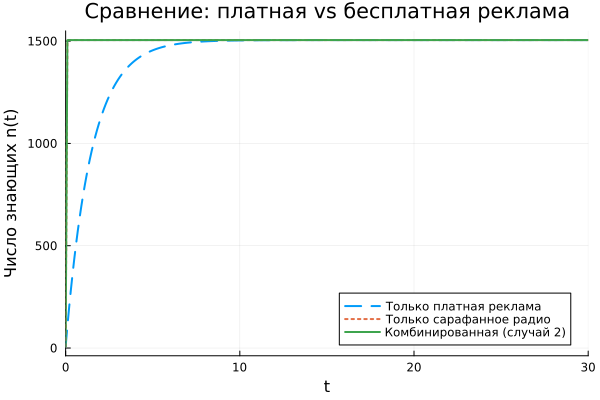 Сравнение: платная vs бесплатная реклама
Число знающих n(t)
1500
1000
500
0
0
10
20
30
t
Только платная реклама
Только сарафанное радио
Комбинированная (случай 2)